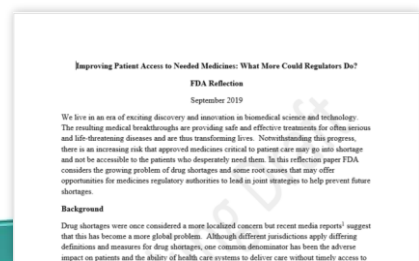 Improving Patient Access to Needed Medicines: What More Could Regulators Do?
FDA Reflection
September 2019
We live in an era of exciting discovery and innovation in biomedical science and technology.
The resulting medical breakthroughs are providing safe and effective treatments for often serious
and life-threatening diseases and are thus transforming lives. Notwithstanding this progress,
there is an increasing risk that approved medicines critical to patient care may go into shortage
and not be accessible to the patients who desperately need them. In this reflection paper FDA
considers the growing problem of drug shortages and some root causes that may offer
opportunities for medicines regulatory authorities to lead in joint strategies to help prevent future
shortages.
Background
Drug shortages were once considered a more localized concern but recent media reports¹ suggest
that this has become a more global problem. Although different jurisdictions apply differing
definitions and measures for drug shortages, one common denominator has been the adverse
impact on patients and the ability of health care systems to deliver care without timely access to
Draft